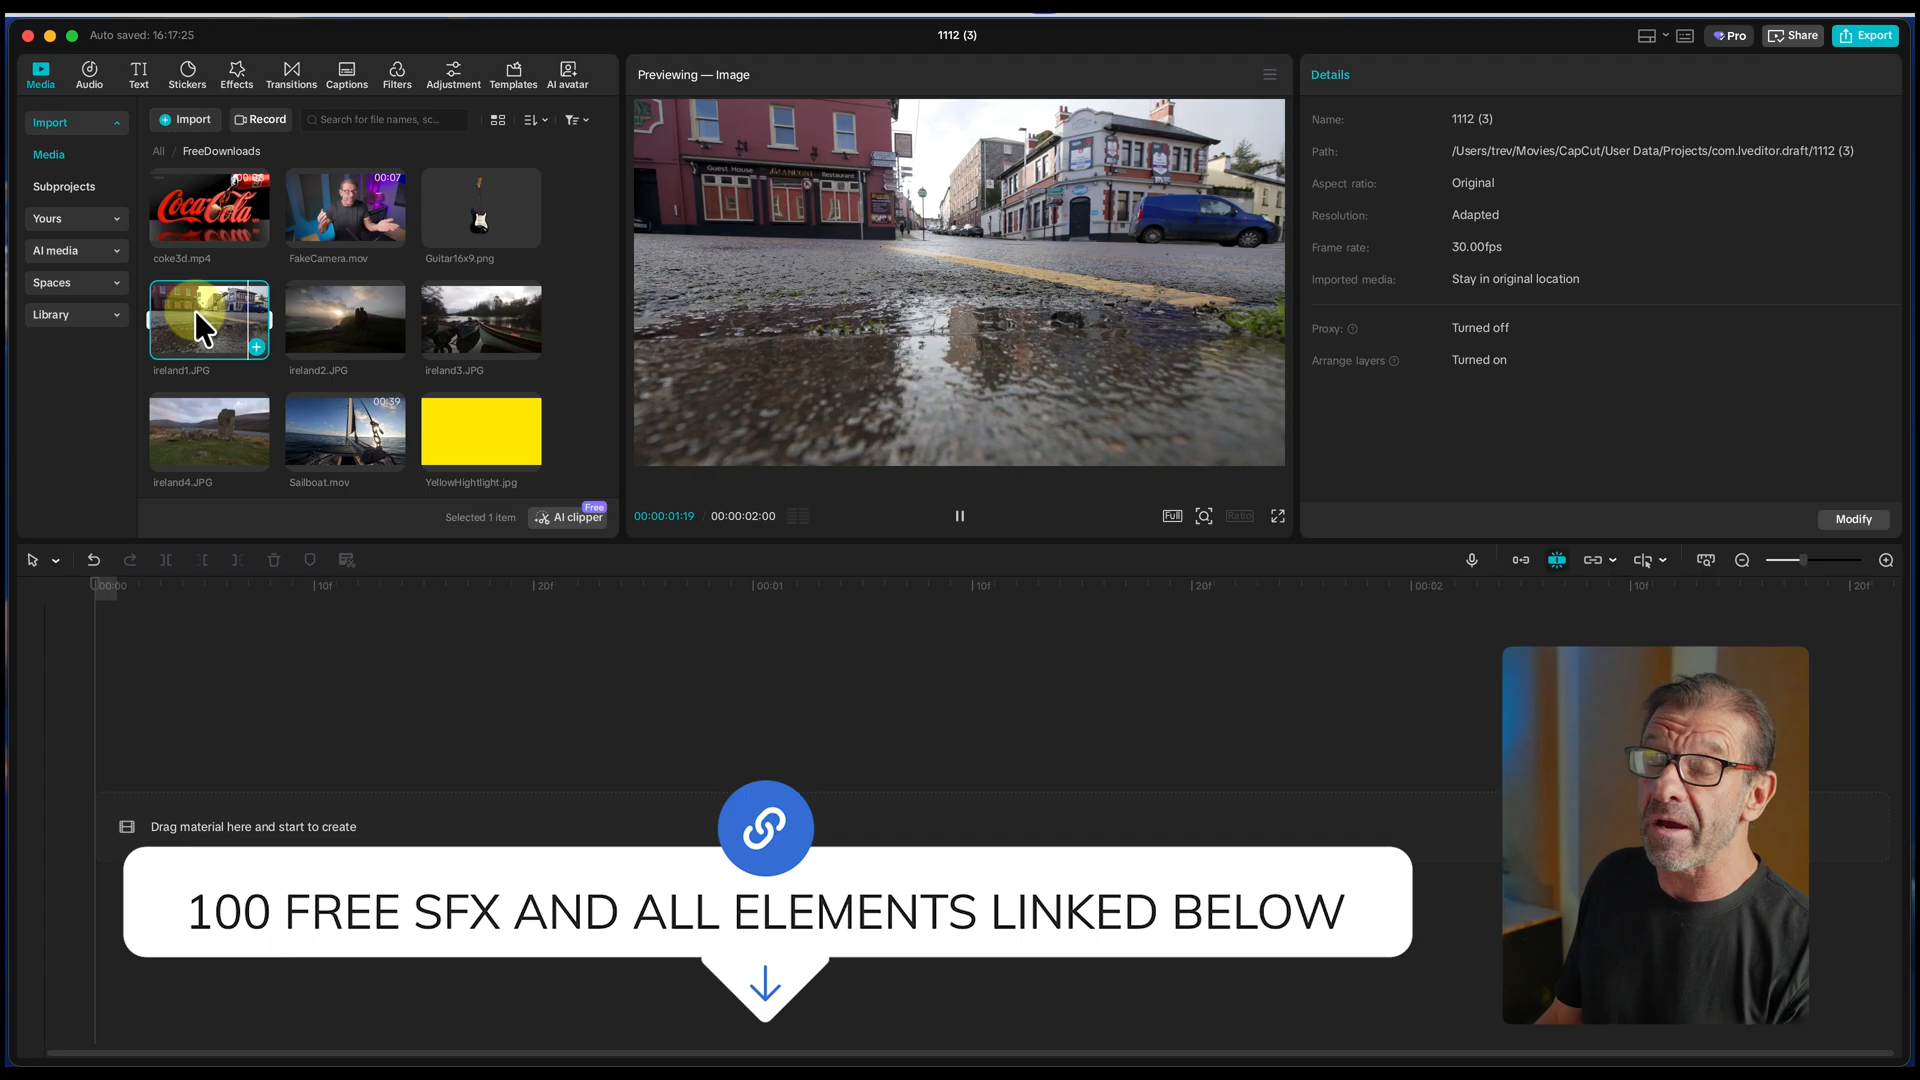 Auto saved: 16:17:25
1112 (3)
Pro
Share
Export
Media
Audio
Text
Stickers
Effects
Transitions
Captions
Filters
Adjustment
Templates
AI avatar
Import
Media
Subprojects
Yours
AI media
Spaces
Library
Import
Record
Search for file names, sc...
All / FreeDownloads
Coca-Cola
00:07
coke3d.mp4
FakeCamera.mov
Guitar16x9.png
ireland1.JPG
ireland2.JPG
ireland3.JPG
00:39
ireland4.JPG
Sailboat.mov
YellowHightlight.jpg
Selected 1 item
AI clipper
Free
Previewing — Image
Guest House
Restaurant
00:00:01:19 / 00:00:02:00
Full
Ratio
Details
Name: 1112 (3)
Path: /Users/trev/Movies/CapCut/User Data/Projects/com.lveditor.draft/1112 (3)
Aspect ratio: Original
Resolution: Adapted
Frame rate: 30.00fps
Imported media: Stay in original location
Proxy: Turned off
Arrange layers Turned on
Modify
00:00 10f 20f 00:01 10f 20f 00:02 10f 20f
Drag material here and start to create
100 FREE SFX AND ALL ELEMENTS LINKED BELOW